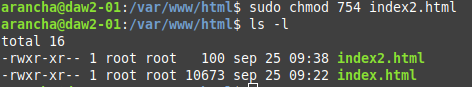 arancha@daw2-01:/var/www/html$ sudo chmod 754 index2.html
arancha@daw2-01:/var/www/html$ ls -l
total 16
-rwxr-xr-- 1 root root   100 sep 25 09:38 index2.html
-rwxr-xr-- 1 root root 10673 sep 25 09:22 index.html